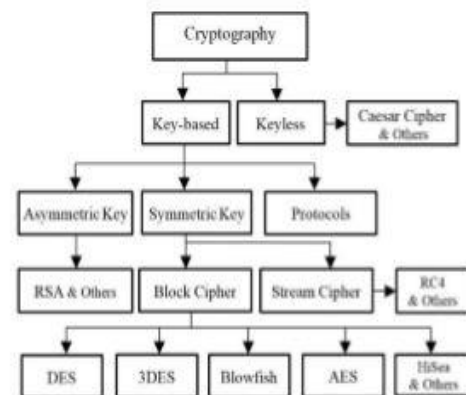 Cryptography
Key-based
Keyless
Caesar Cipher
& Others
Asymmetric Key
Symmetric Key
Protocols
RSA & Others
Block Cipher
Stream Cipher
RC4
& Others
DES
3DES
Blowfish
AES
HiSea
& Others